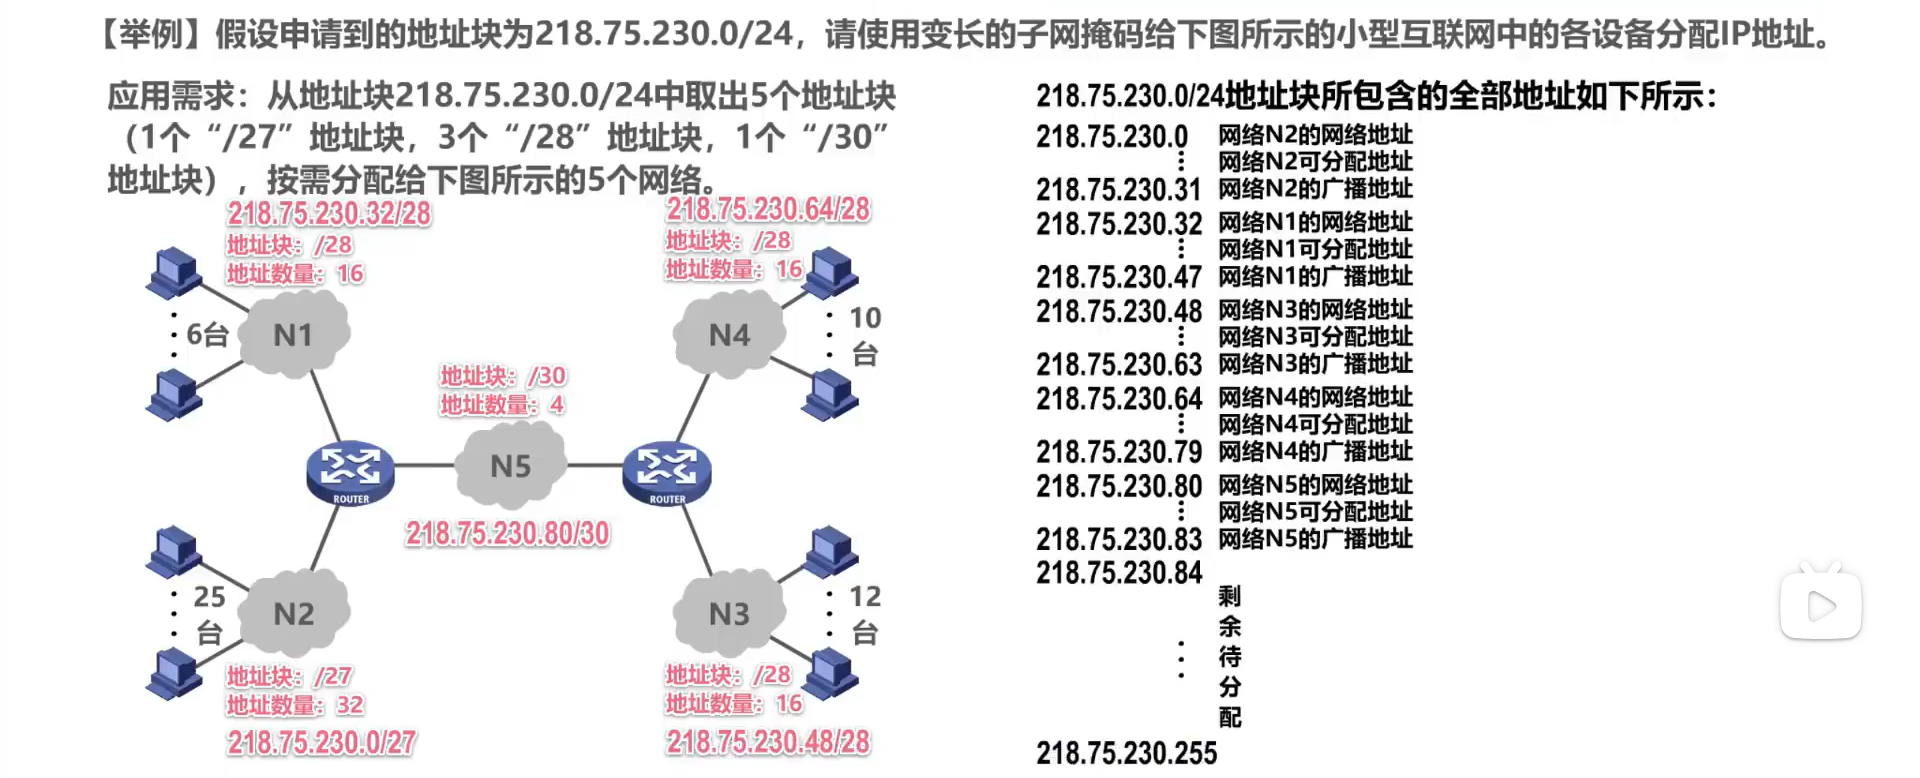 【举例】假设申请到的地址块为218.75.230.0/24，请使用变长的子网掩码给下图所示的小型互联网中的各设备分配IP地址。
应用需求：从地址块218.75.230.0/24中取出5个地址块
（1个“/27”地址块，3个“/28”地址块，1个“/30”
地址块），按需分配给下图所示的5个网络。
218.75.230.32/28
地址块：/28
地址数量：16
6台
N1
218.75.230.64/28
地址块：/28
地址数量：16
N4
10
台
地址块：/30
地址数量：4
ROUTER
N5
ROUTER
218.75.230.80/30
25
台
N2
地址块：/27
地址数量：32
218.75.230.0/27
N3
12
台
地址块：/28
地址数量：16
218.75.230.48/28
218.75.230.0/24地址块所包含的全部地址如下所示：
218.75.230.0 网络N2的网络地址
⋮ 网络N2可分配地址
218.75.230.31 网络N2的广播地址
218.75.230.32 网络N1的网络地址
⋮ 网络N1可分配地址
218.75.230.47 网络N1的广播地址
218.75.230.48 网络N3的网络地址
⋮ 网络N3可分配地址
218.75.230.63 网络N3的广播地址
218.75.230.64 网络N4的网络地址
⋮ 网络N4可分配地址
218.75.230.79 网络N4的广播地址
218.75.230.80 网络N5的网络地址
⋮ 网络N5可分配地址
218.75.230.83 网络N5的广播地址
218.75.230.84
剩
余
待
分
配
218.75.230.255